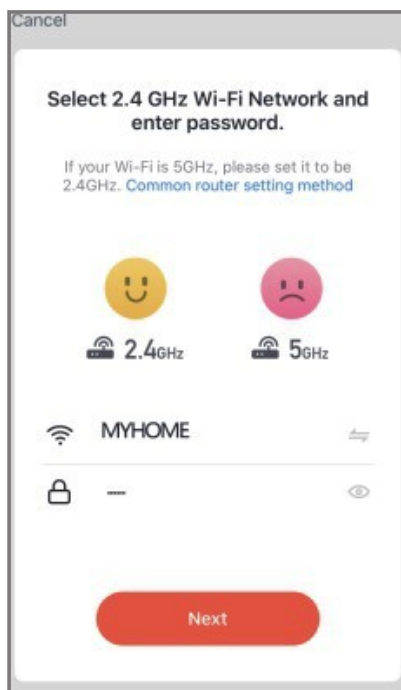 Cancel
Select 2.4 GHz Wi-Fi Network and
enter password.
If your Wi-Fi is 5GHz, please set it to be
2.4GHz. Common router setting method
2.4GHz 5GHz
MYHOME
Next